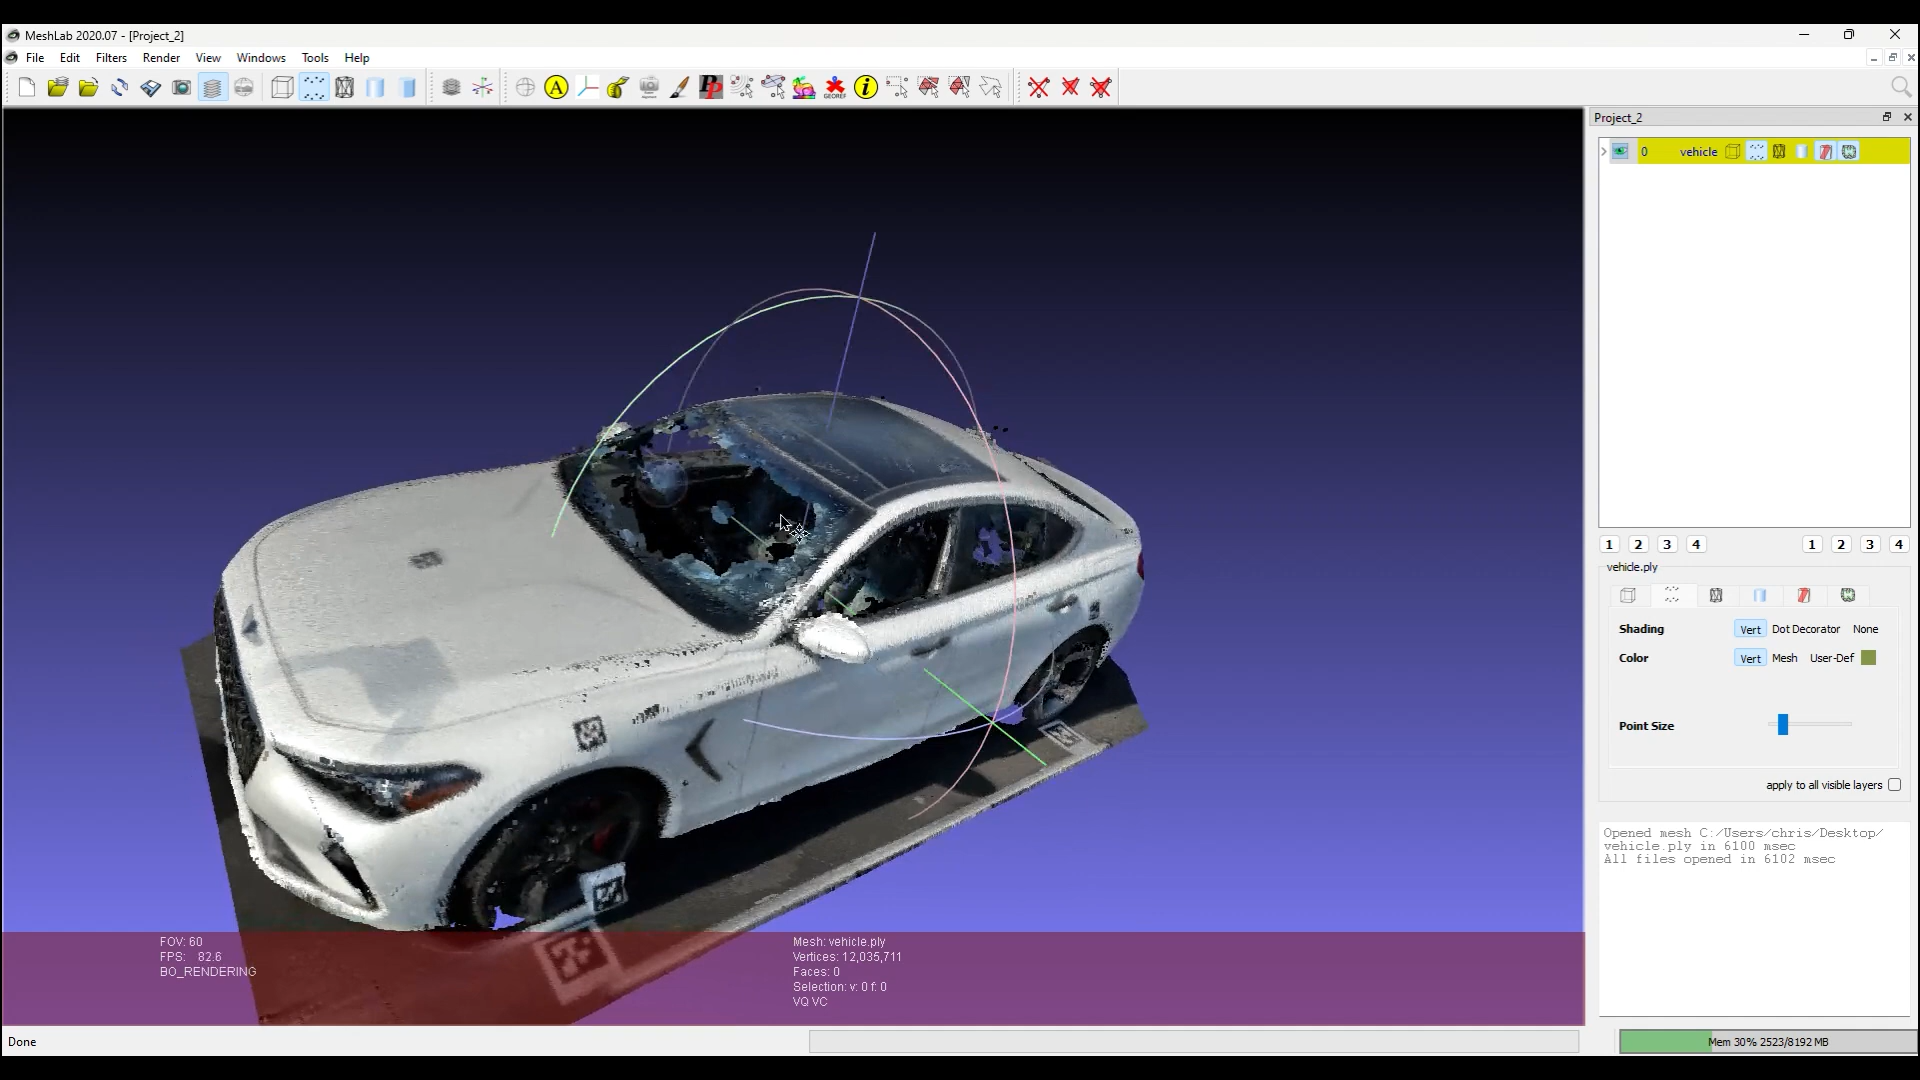 MeshLab 2020.07 - [Project_2]
File Edit Filters Render View Windows Tools Help
A
PP
GEOREF
i
Project_2
0 vehicle
1 2 3 4 1 2 3 4
vehicle.ply
Shading Vert Dot Decorator None
Color Vert Mesh User-Def
Point Size
apply to all visible layers
Opened mesh C:/Users/chris/Desktop/
vehicle.ply in 6100 msec
All files opened in 6102 msec
FOV: 60
FPS: 82.6
BO_RENDERING
Mesh: vehicle.ply
Vertices: 12,035,711
Faces: 0
Selection: v: 0 f: 0
VQ VC
Done
Mem 30% 2523/8192 MB